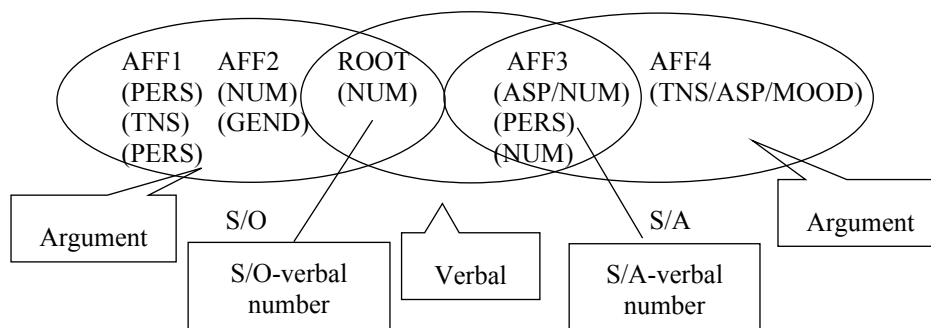 AFF1 AFF2 ROOT AFF3 AFF4
(PERS) (NUM) (NUM) (ASP/NUM) (TNS/ASP/MOOD)
(TNS) (GEND) (PERS)
(PERS) (NUM)
Argument
S/O
S/O-verbal
number
Verbal
S/A
S/A-verbal
number
Argument